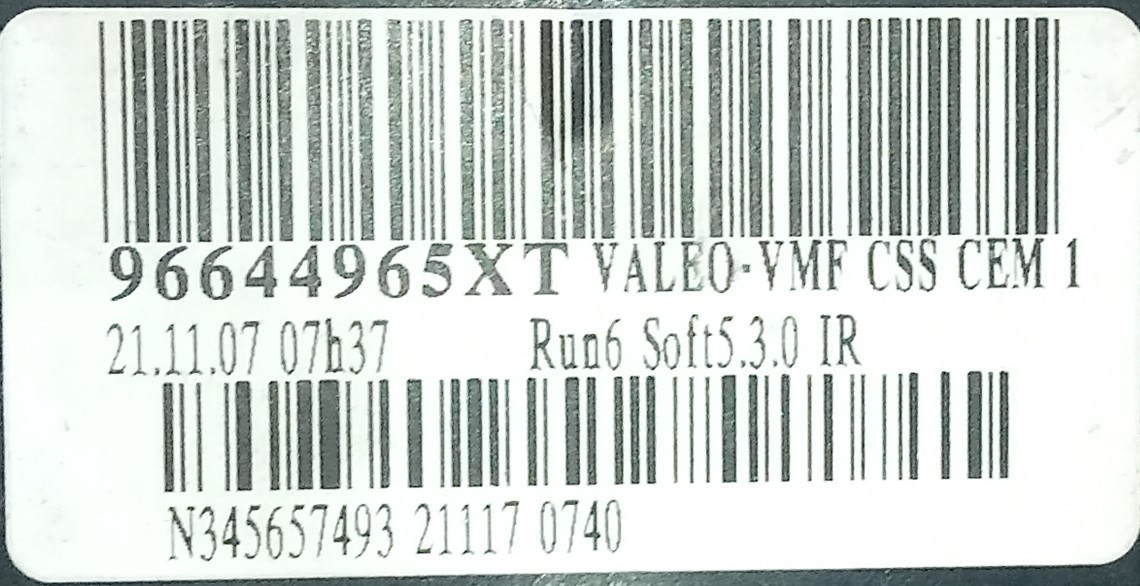 96644965XT VALEO-VMF CSS CEM 1
21.11.07 07h37 Run6 Soft5.3.0 IR
N345657493 21117 0740